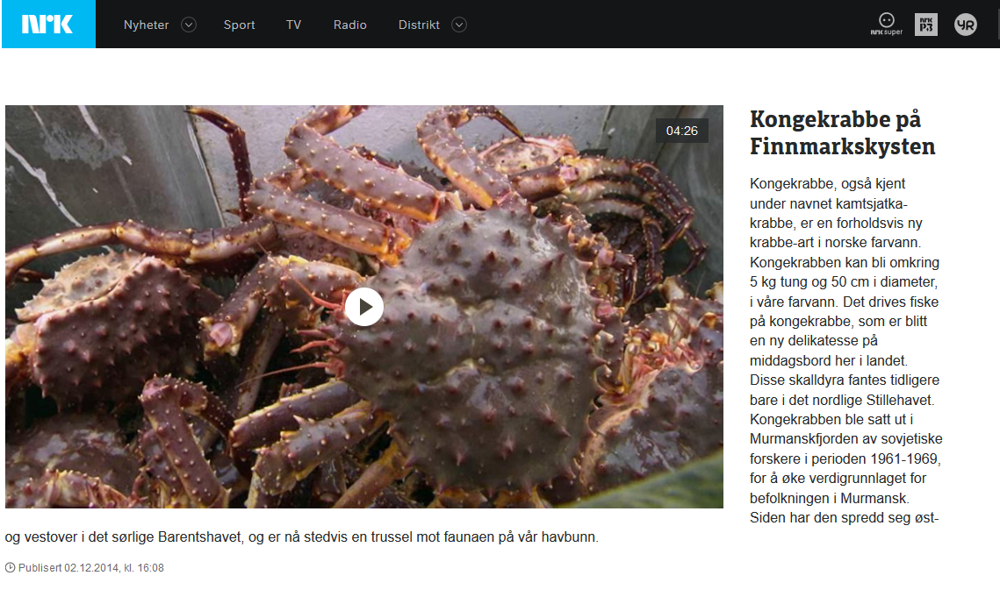 NRK
Nyheter
Sport
TV
Radio
Distrikt
NRK super
NRK P3
YR
04:26
Kongekrabbe på
Finnmarkskysten
Kongekrabbe, også kjent
under navnet kamtsjatka-
krabbe, er en forholdsvis ny
krabbe-art i norske farvann.
Kongekrabben kan bli omkring
5 kg tung og 50 cm i diameter,
i våre farvann. Det drives fiske
på kongekrabbe, som er blitt
en ny delikatesse på
middagsbord her i landet.
Disse skalldyra fantes tidligere
bare i det nordlige Stillehavet.
Kongekrabben ble satt ut i
Murmanskfjorden av sovjetiske
forskere i perioden 1961-1969,
for å øke verdigrunnlaget for
befolkningen i Murmansk.
Siden har den spredd seg øst-
og vestover i det sørlige Barentshavet, og er nå stedvis en trussel mot faunaen på vår havbunn.
Publisert 02.12.2014, kl. 16:08